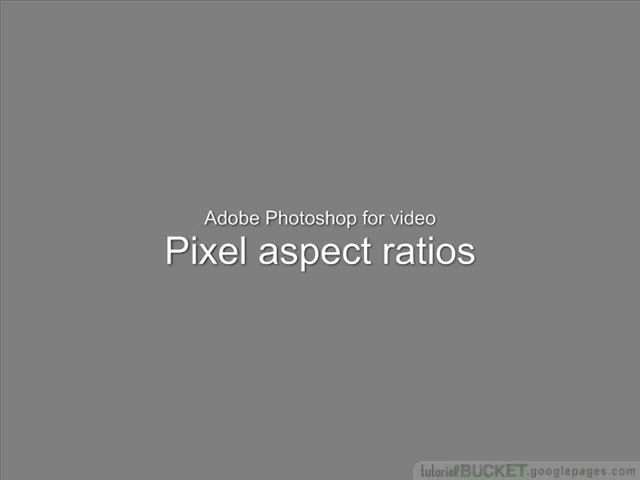 Adobe Photoshop for video
Pixel aspect ratios
tutorialBUCKET.googlepages.com